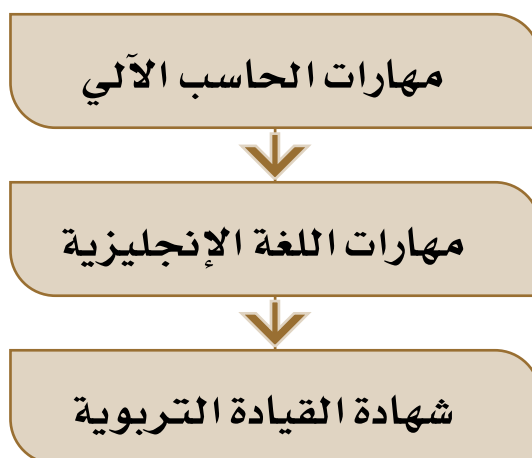 مهارات الحاسب الآلي
مهارات اللغة الإنجليزية
شهادة القيادة التربوية